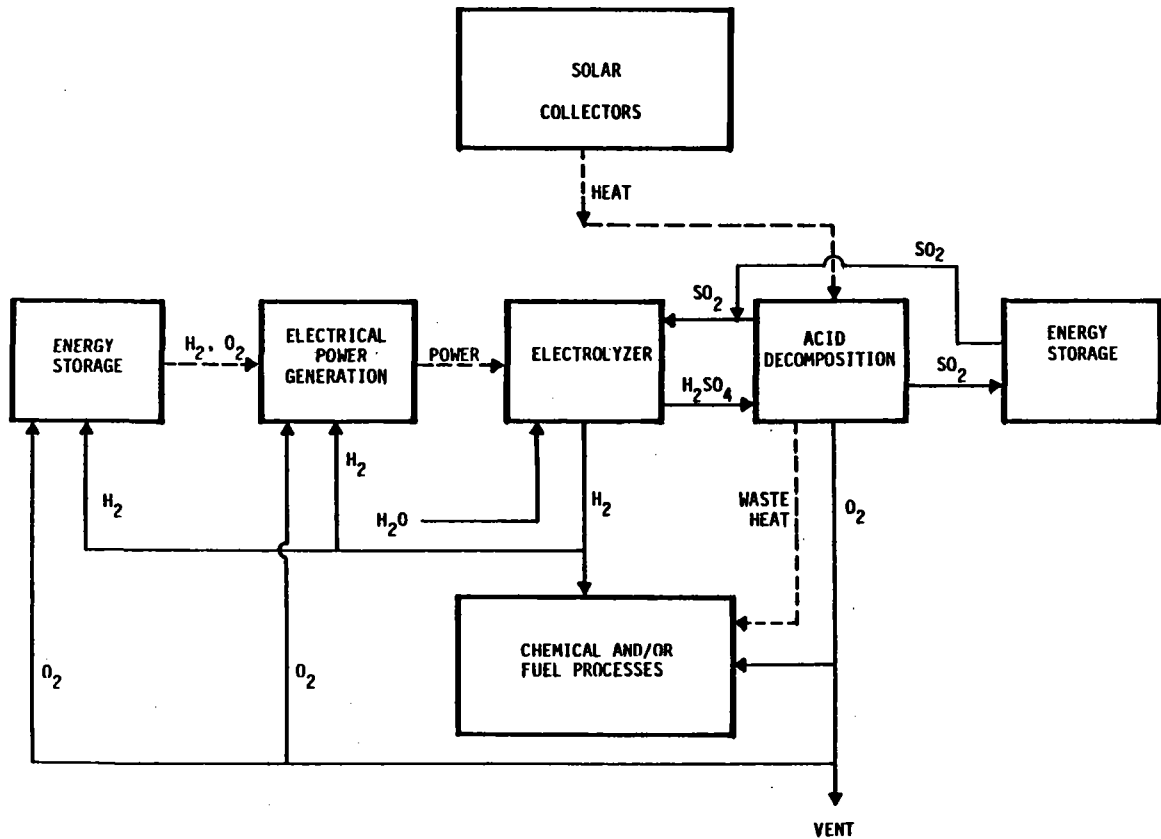 SOLAR
COLLECTORS
HEAT
SO2
SO2
ENERGY
STORAGE
H2, O2
ELECTRICAL
POWER
GENERATION
POWER
ELECTROLYZER
H2SO4
ACID
DECOMPOSITION
SO2
ENERGY
STORAGE
H2
H2
H2O
H2
WASTE
HEAT
O2
O2
O2
CHEMICAL AND/OR
FUEL PROCESSES
VENT